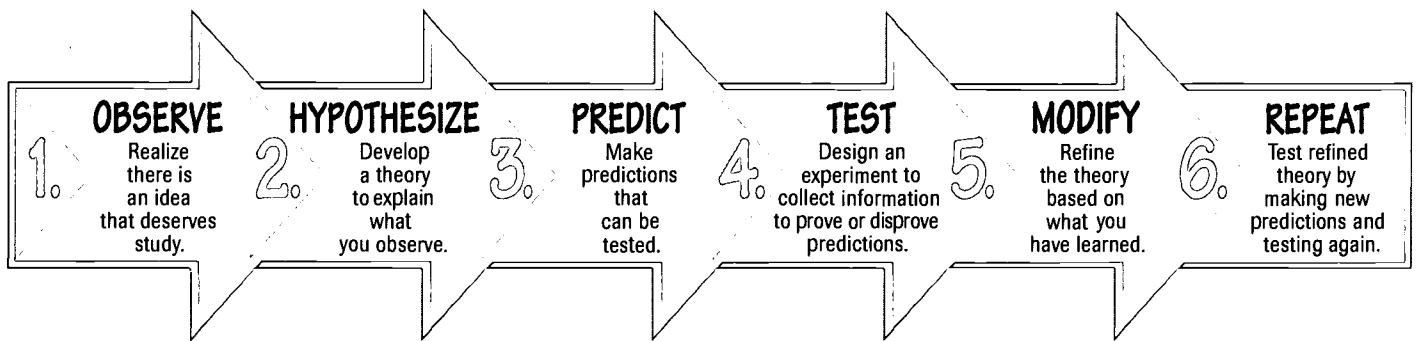 1.
OBSERVE
Realize
there is
an idea
that deserves
study.
2.
HYPOTHESIZE
Develop
a theory
to explain
what
you observe.
3.
PREDICT
Make
predictions
that
can be
tested.
4.
TEST
Design an
experiment to
collect information
to prove or disprove
predictions.
5.
MODIFY
Refine
the theory
based on
what you
have learned.
6.
REPEAT
Test refined
theory by
making new
predictions and
testing again.